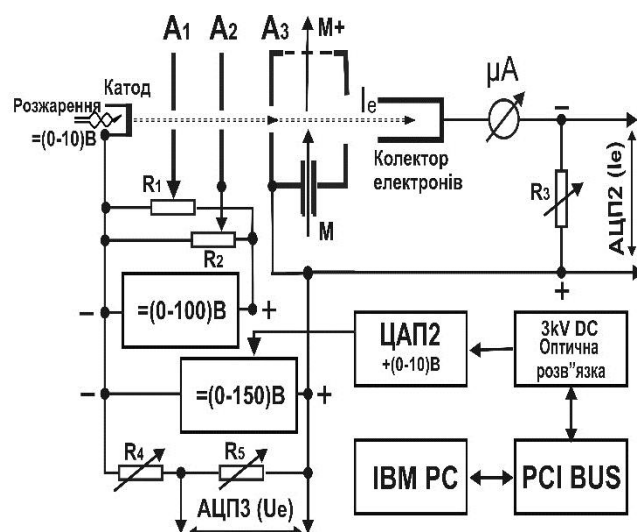 A1 A2 A3 M+
Катод
Ie
μA
Розжарення
=(0-10)В
Колектор
електронів
M
R1
R2
R3
АЦП2 (Ie)
–
+
– =(0-100)В +
– =(0-150)В +
ЦАП2
+(0-10)В
3kV DC
Оптична
розв"язка
R4 R5
АЦП3 (Ue)
IBM PC
PCI BUS